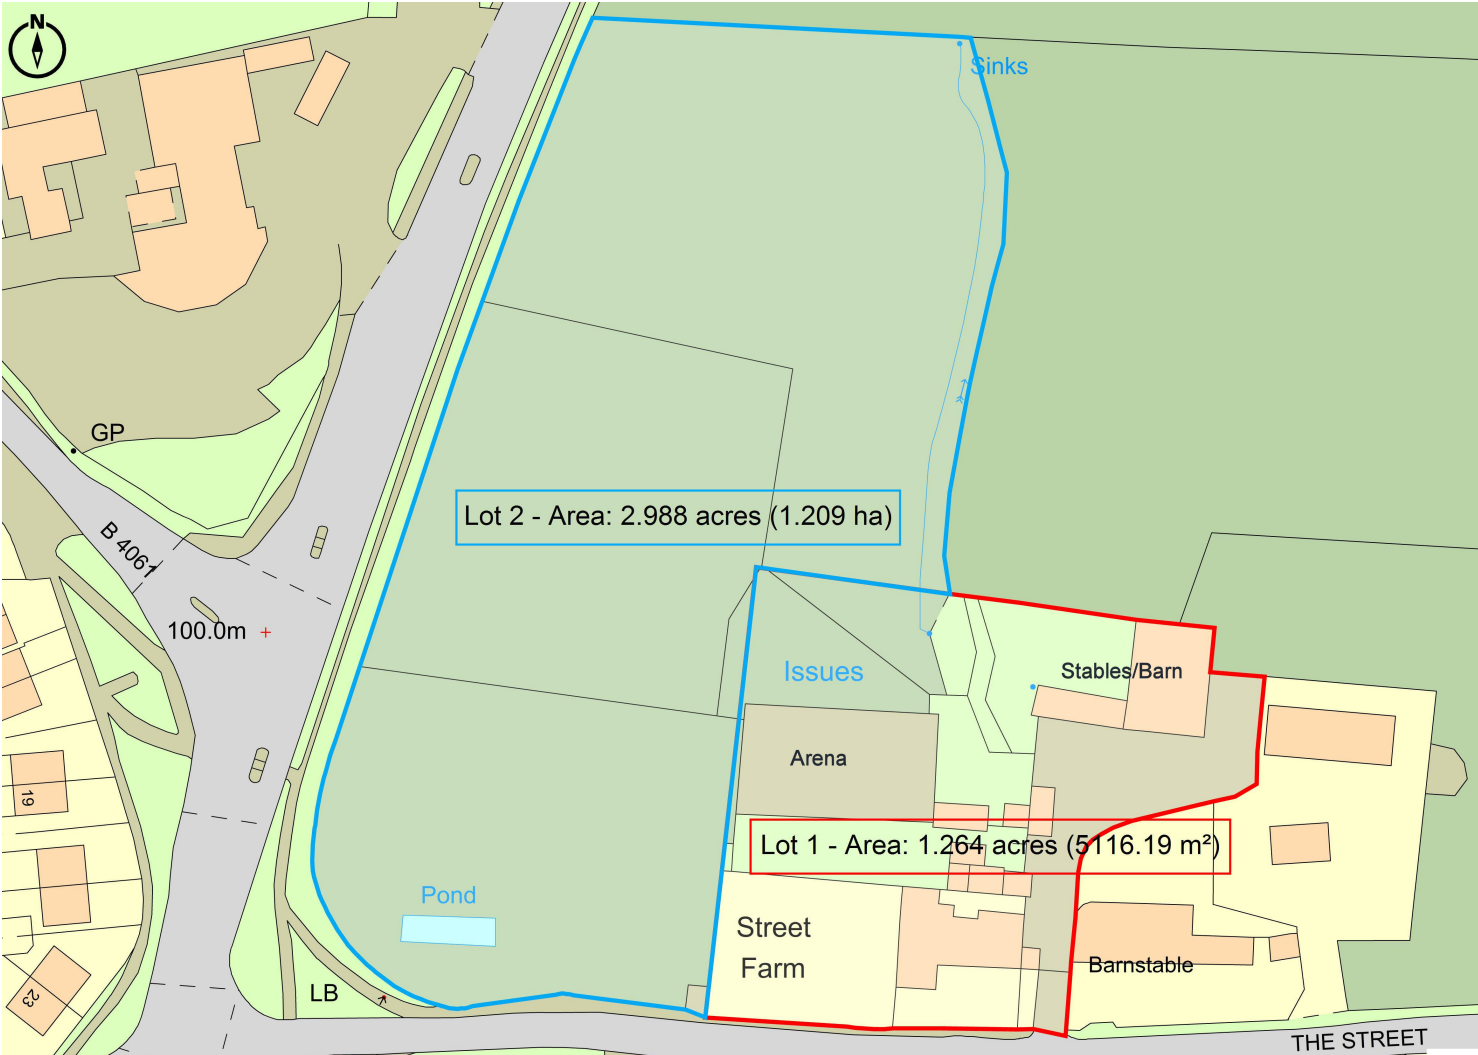 N
Sinks
GP
B 4061
Lot 2 - Area: 2.988 acres (1.209 ha)
100.0m
Issues
Stables/Barn
Arena
19
Lot 1 - Area: 1.264 acres (5116.19 m²)
Pond
Street
Farm
Barnstable
LB
23
THE STREET